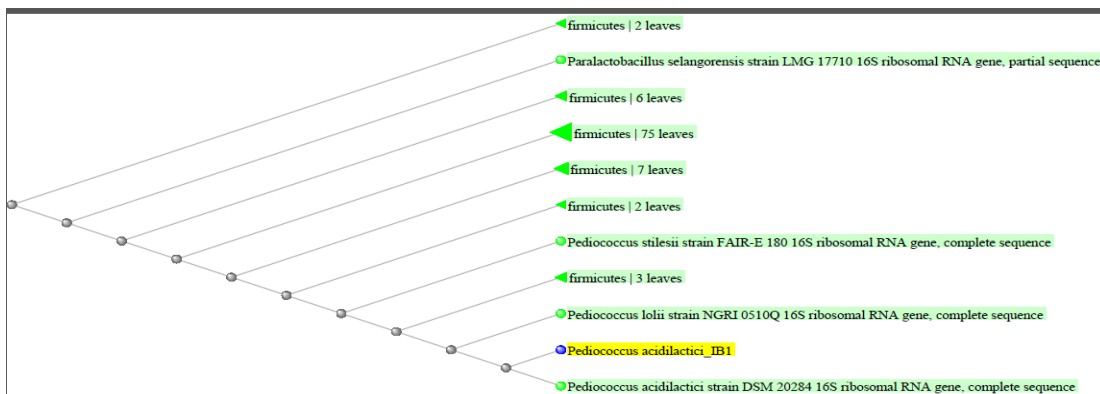 firmicutes | 2 leaves
Paralactobacillus selangorensis strain LMG 17710 16S ribosomal RNA gene, partial sequence
firmicutes | 6 leaves
firmicutes | 75 leaves
firmicutes | 7 leaves
firmicutes | 2 leaves
Pediococcus stilesii strain FAIR-E 180 16S ribosomal RNA gene, complete sequence
firmicutes | 3 leaves
Pediococcus lolii strain NGRI 0510Q 16S ribosomal RNA gene, complete sequence
Pediococcus acidilactici_IB1
Pediococcus acidilactici strain DSM 20284 16S ribosomal RNA gene, complete sequence